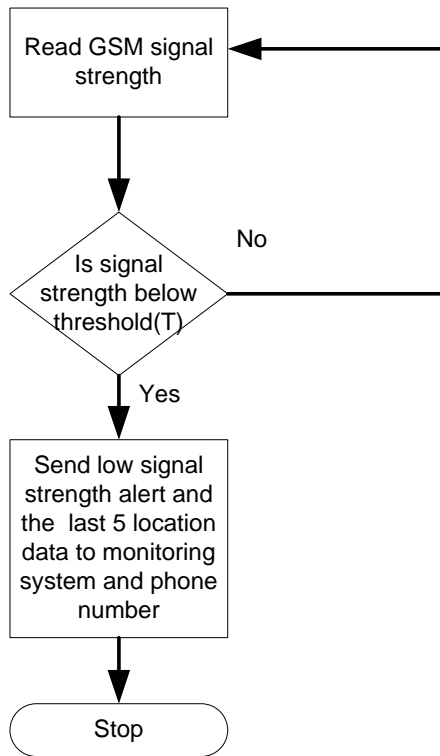 Read GSM signal
strength
No
Is signal
strength below
threshold(T)
Yes
Send low signal
strength alert and
the last 5 location
data to monitoring
system and phone
number
Stop